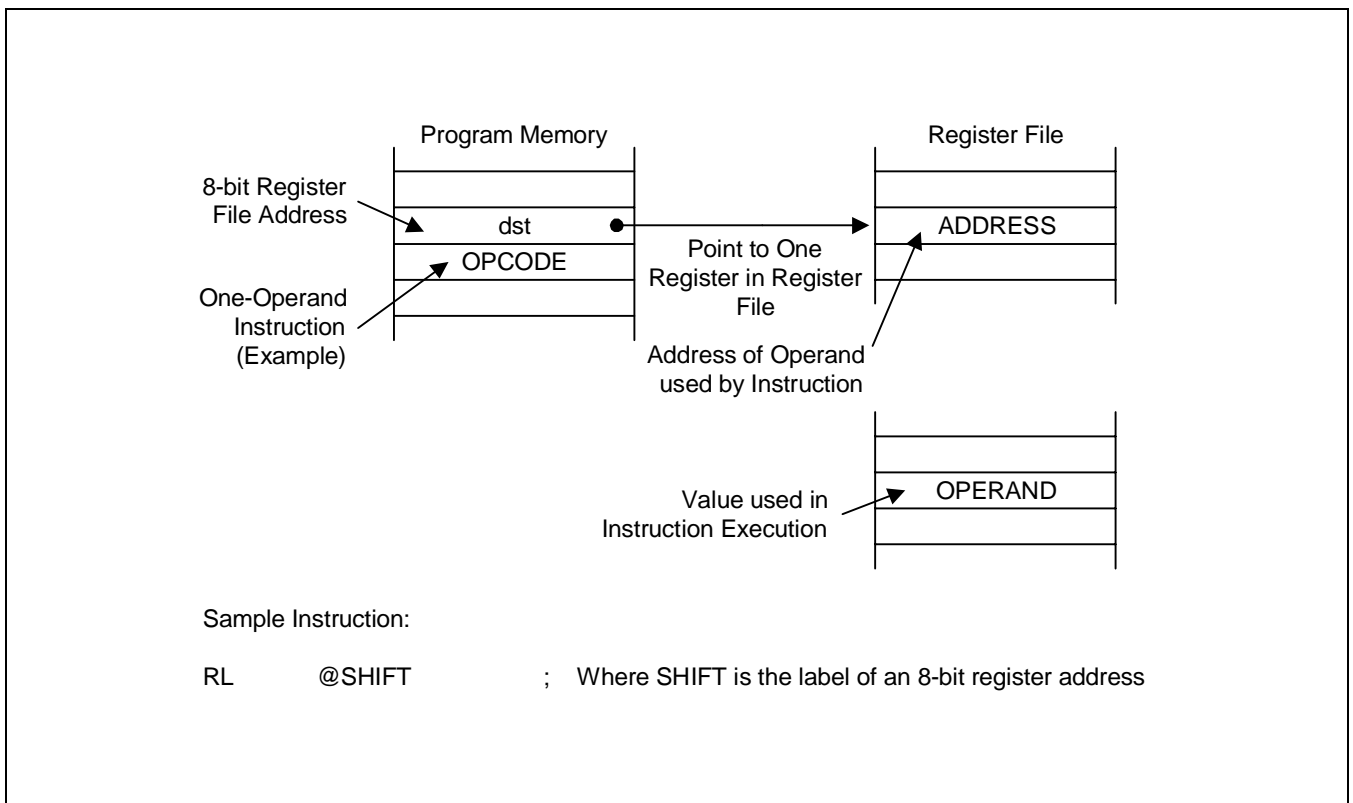 Program Memory
Register File
8-bit Register
File Address
dst
ADDRESS
OPCODE
Point to One
Register in Register
File
One-Operand
Instruction
(Example)
Address of Operand
used by Instruction
OPERAND
Value used in
Instruction Execution
Sample Instruction:
RL @SHIFT ; Where SHIFT is the label of an 8-bit register address